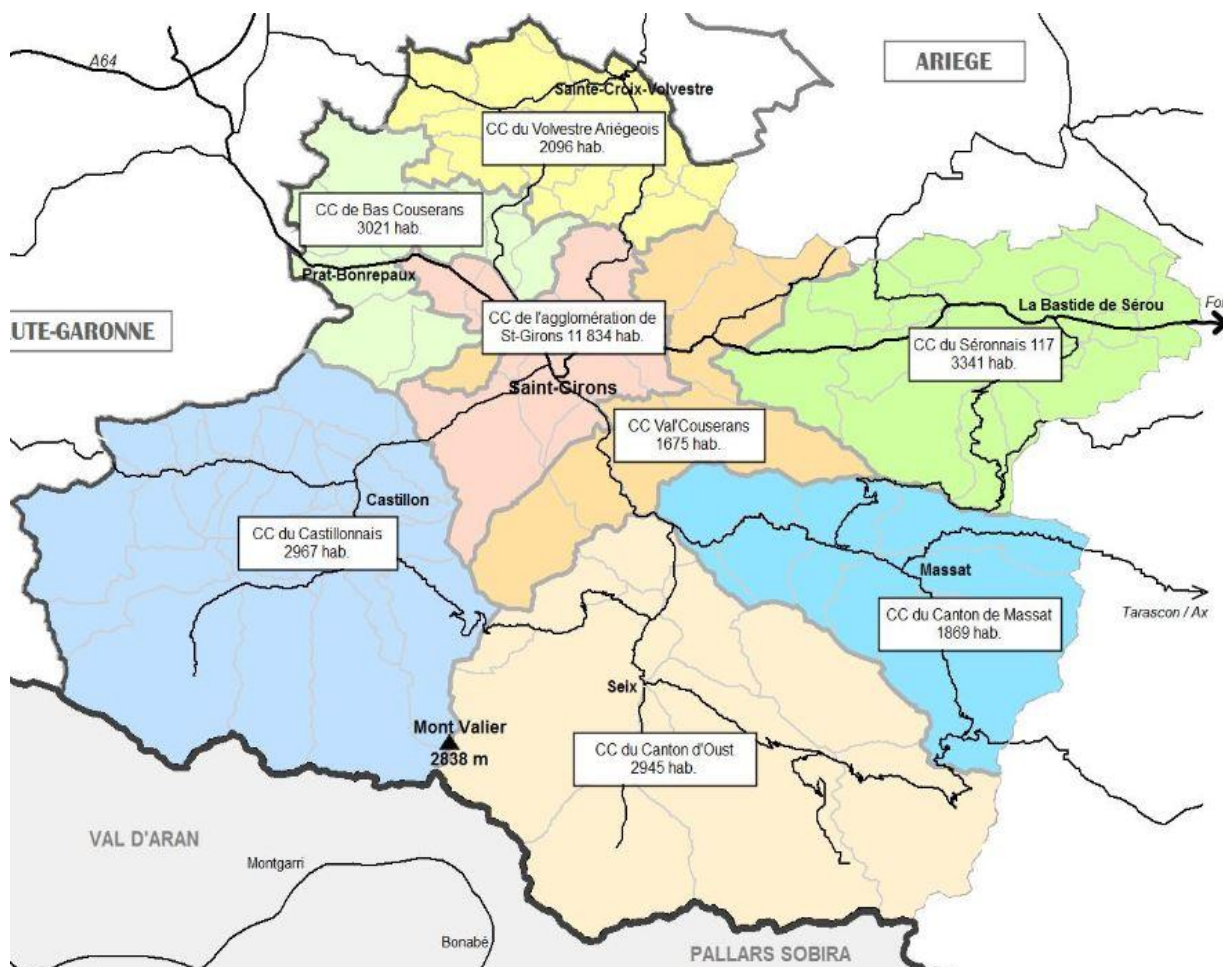 A64
ARIEGE
Sainte-Croix-Volvestre
CC du Volvestre Ariégeois
2096 hab.
CC de Bas Couserans
3021 hab.
Prat-Bonrepaux
La Bastide de Sérou
Foi
UTE-GARONNE
CC de l'agglomération de
St-Girons 11 834 hab.
CC du Séronnais 117
3341 hab.
Saint-Girons
CC Val'Couserans
1675 hab.
Castillon
CC du Castillonnais
2967 hab.
Massat
CC du Canton de Massat
1869 hab.
Tarascon / Ax
Seix
Mont Valier
2838 m
CC du Canton d'Oust
2945 hab.
VAL D'ARAN
Montgarri
Bonabé
PALLARS SOBIRA